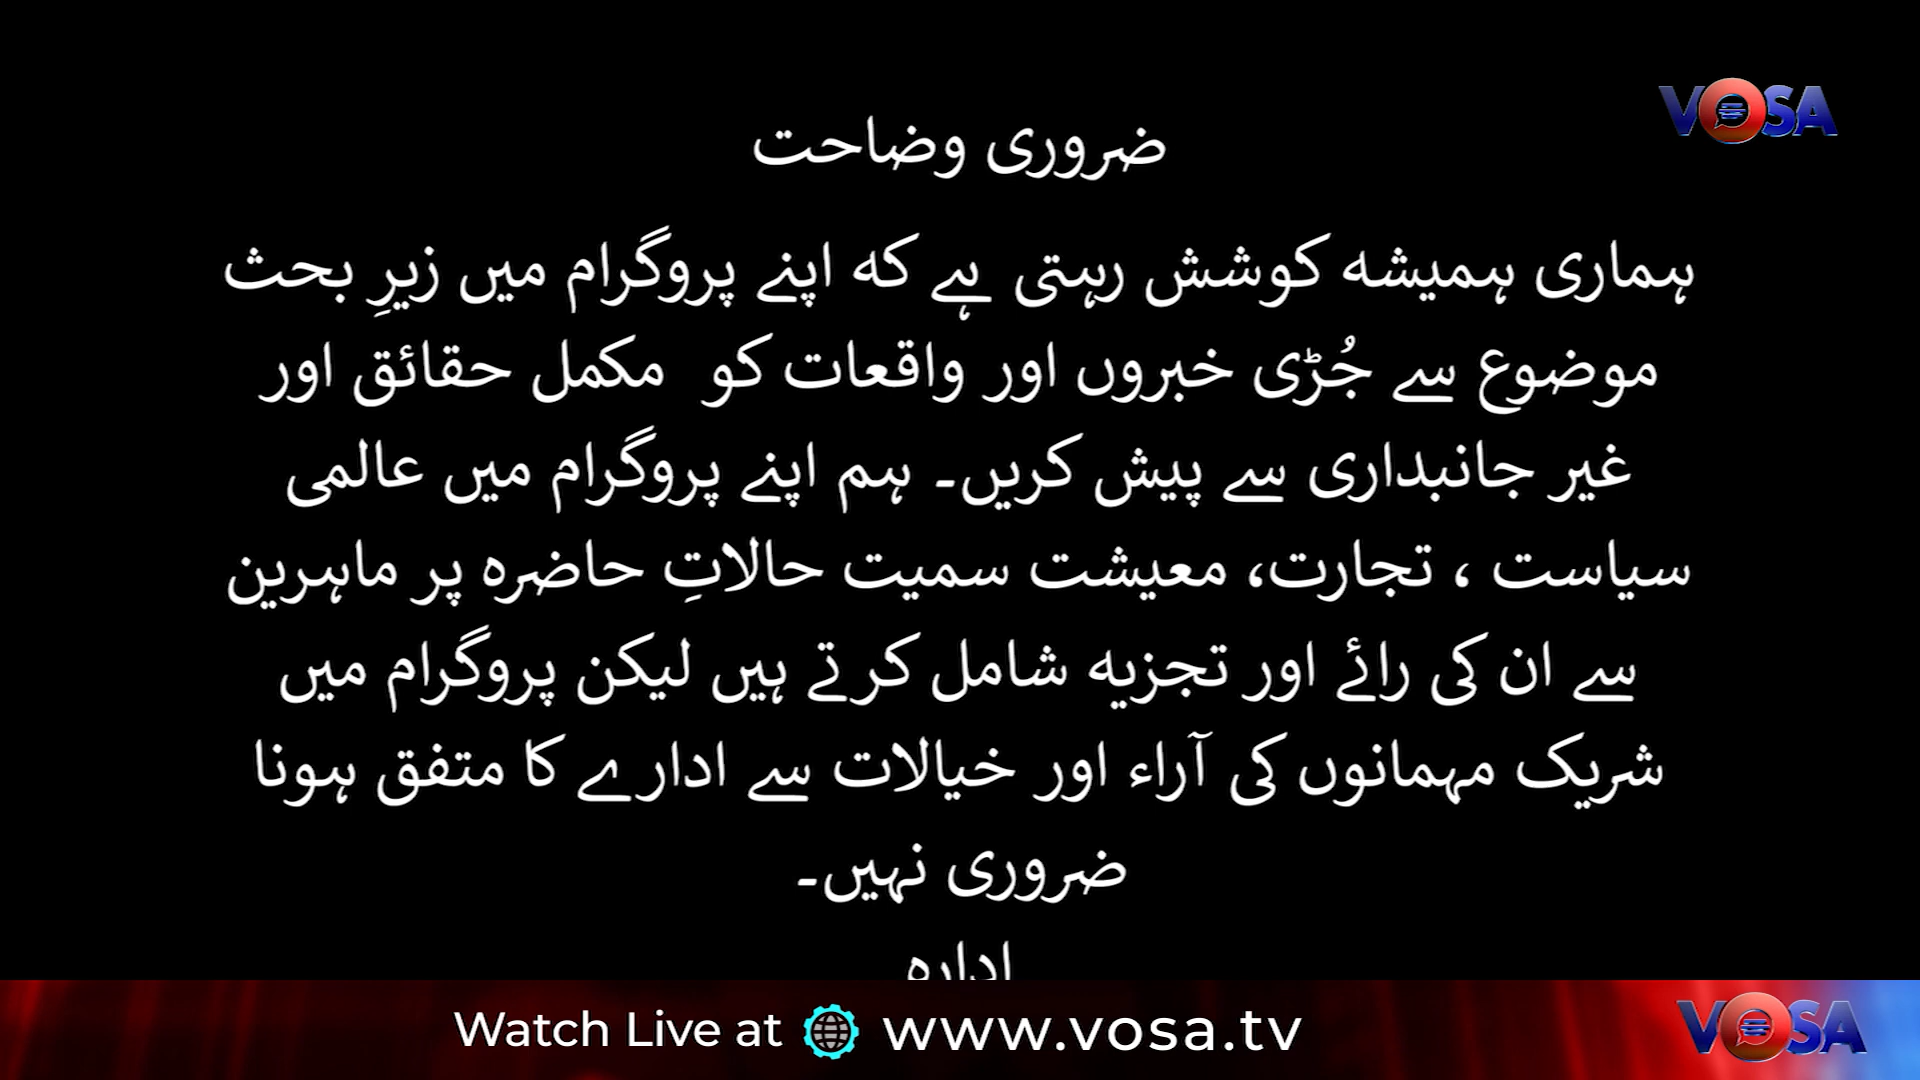 VOSA
ضروری وضاحت
ہماری ہمیشہ کوشش رہتی ہے کہ اپنے پروگرام میں زیرِ بحث
موضوع سے جُڑی خبروں اور واقعات کو مکمل حقائق اور
غیر جانبداری سے پیش کریں۔ ہم اپنے پروگرام میں عالمی
سیاست ، تجارت، معیشت سمیت حالاتِ حاضرہ پر ماہرین
سے ان کی رائے اور تجزیہ شامل کرتے ہیں لیکن پروگرام میں
شریک مہمانوں کی آراء اور خیالات سے ادارے کا متفق ہونا
ضروری نہیں۔
ادارہ
Watch Live at www.vosa.tv
VOSA